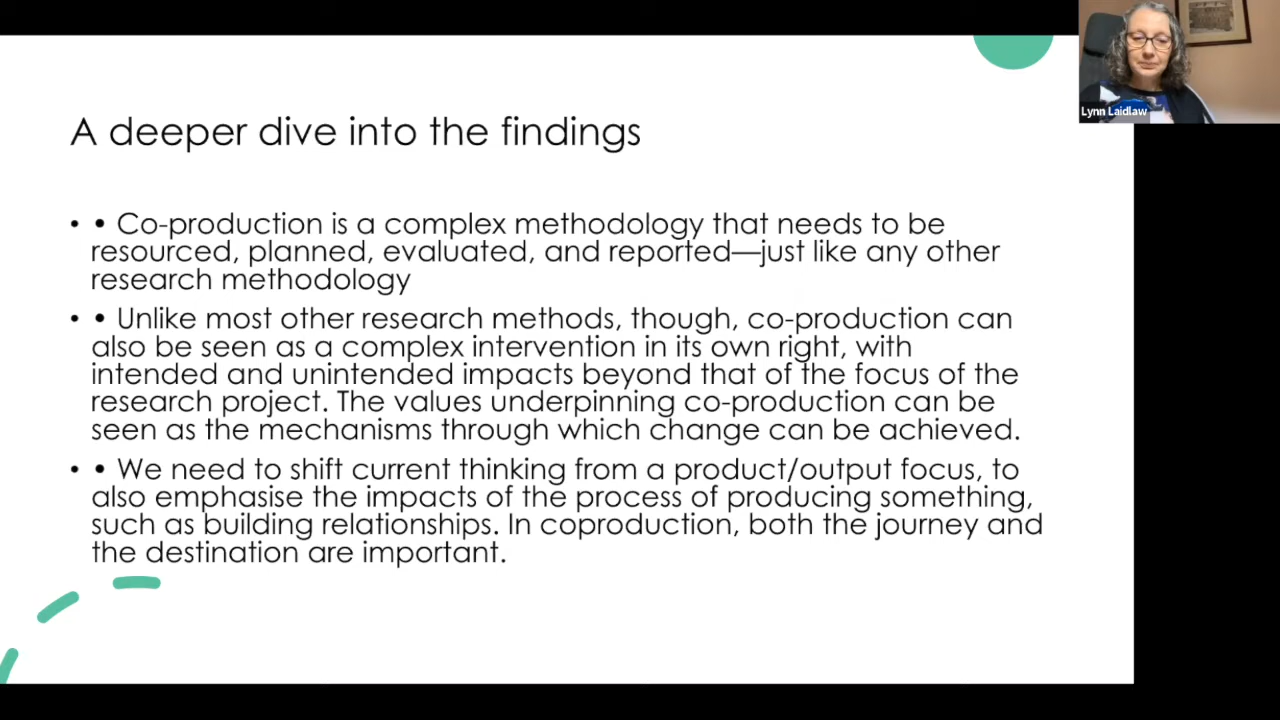 Lynn Laidlaw
A deeper dive into the findings
• • Co-production is a complex methodology that needs to be
resourced, planned, evaluated, and reported—just like any other
research methodology
• • Unlike most other research methods, though, co-production can
also be seen as a complex intervention in its own right, with
intended and unintended impacts beyond that of the focus of the
research project. The values underpinning co-production can be
seen as the mechanisms through which change can be achieved.
• • We need to shift current thinking from a product/output focus, to
also emphasise the impacts of the process of producing something,
such as building relationships. In coproduction, both the journey and
the destination are important.